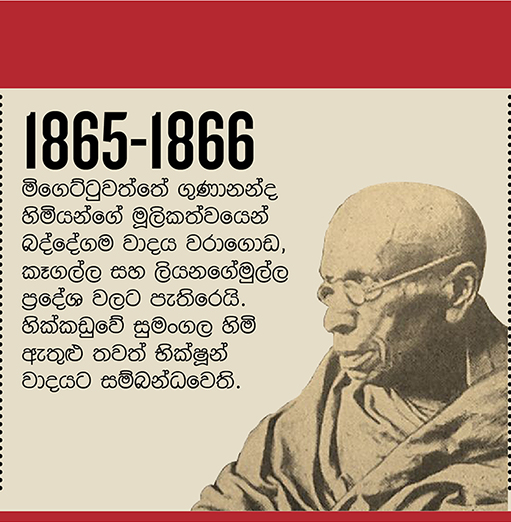 1865-1866
මිගෙට්ටුවත්තේ ගුණානන්ද
හිමියන්ගේ මූලිකත්වයෙන්
බද්දේගම වාදය වරාගොඩ,
කෑගල්ල සහ ලියනගේමුල්ල
ප්‍රදේශ වලට පැතිරෙයි.
හික්කඩුවේ සුමංගල හිමි
ඇතුළු තවත් භික්ෂූන්
වාදයට සම්බන්ධවෙති.